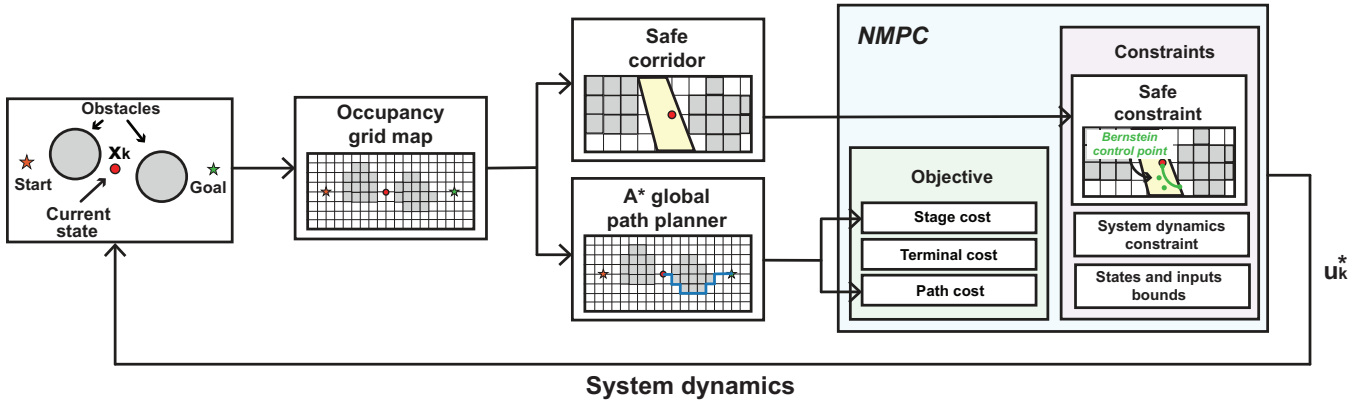 Obstacles
xk
Start
Goal
Current
state
Occupancy
grid map
Safe
corridor
A* global
path planner
NMPC
Objective
Stage cost
Terminal cost
Path cost
Constraints
Safe
constraint
Bernstein
control point
System dynamics
constraint
States and inputs
bounds
u*k
System dynamics